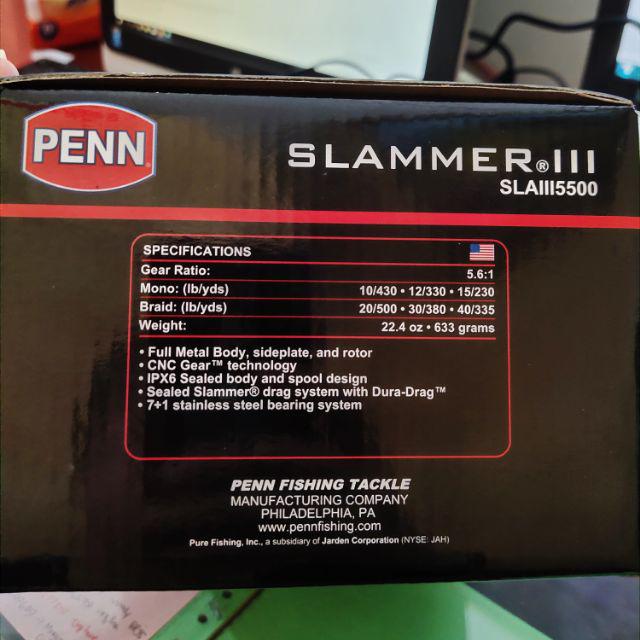 PENN®
SLAMMER®III
SLAIII5500
SPECIFICATIONS
Gear Ratio: 5.6:1
Mono: (lb/yds) 10/430 • 12/330 • 15/230
Braid: (lb/yds) 20/500 • 30/380 • 40/335
Weight: 22.4 oz • 633 grams
• Full Metal Body, sideplate, and rotor
• CNC Gear™ technology
• IPX6 Sealed body and spool design
• Sealed Slammer® drag system with Dura-Drag™
• 7+1 stainless steel bearing system
PENN FISHING TACKLE
MANUFACTURING COMPANY
PHILADELPHIA, PA
www.pennfishing.com
Pure Fishing, Inc., a subsidiary of Jarden Corporation (NYSE: JAH)